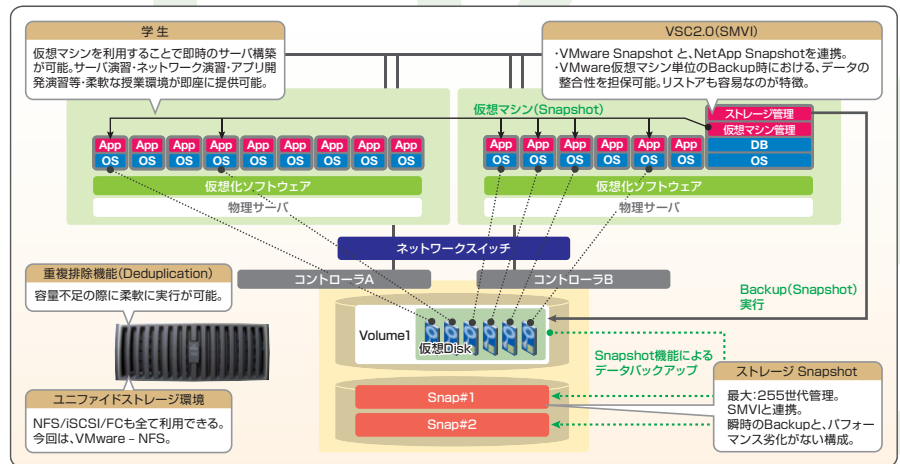 学 生
仮想マシンを利用することで即時のサーバ構築
が可能。サーバ演習・ネットワーク演習・アプリ開
発演習等・柔軟な授業環境が即座に提供可能。
VSC2.0(SMVI)
・VMware Snapshot と、NetApp Snapshotを連携。
・VMware仮想マシン単位のBackup時における、データの
整合性を担保可能。リストアも容易なのが特徴。
仮想マシン(Snapshot)
ストレージ管理
仮想マシン管理
DB
OS
App App App App App App App App
OS OS OS OS OS OS OS OS
App App App App App App
OS OS OS OS OS OS
仮想化ソフトウェア
物理サーバ
仮想化ソフトウェア
物理サーバ
ネットワークスイッチ
コントローラA
コントローラB
重複排除機能(Deduplication)
容量不足の際に柔軟に実行が可能。
Backup(Snapshot)
実行
Volume1
仮想Disk
Snapshot機能による
データバックアップ
Snap#1
Snap#2
ユニファイドストレージ環境
NFS/iSCSI/FCも全て利用できる。
今回は、VMware – NFS。
ストレージ Snapshot
最大:255世代管理。
SMVIと連携。
瞬時のBackupと、パフォー
マンス劣化がない構成。